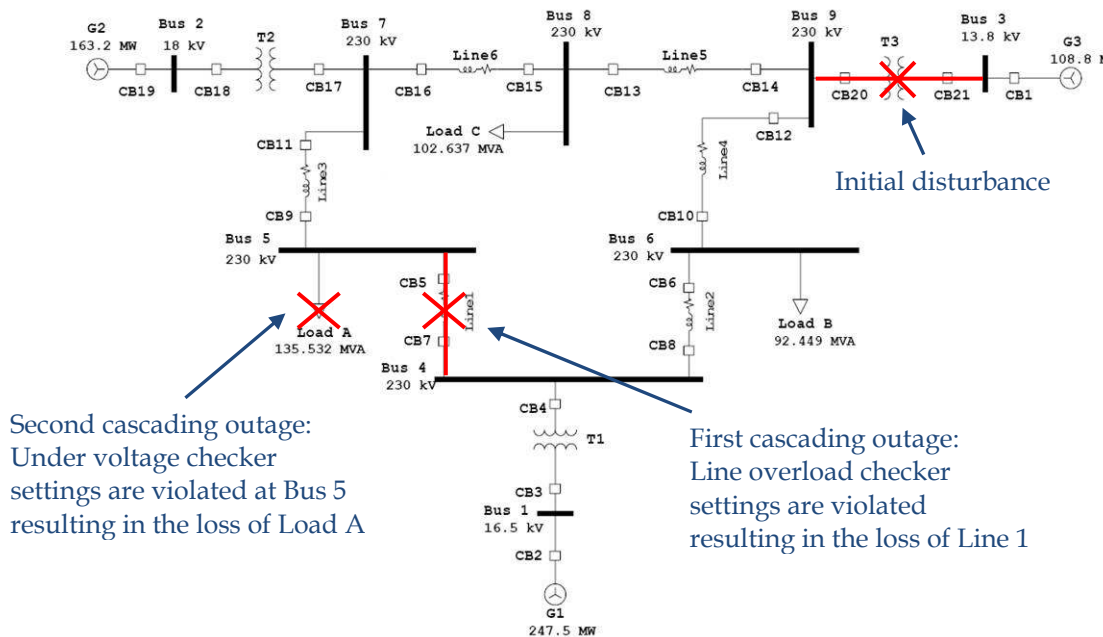 G2
163.2 MW
Bus 2
18 kV
T2
Bus 7
230 kV
Line6
Bus 8
230 kV
Line5
Bus 9
230 kV
T3
Bus 3
13.8 kV
G3
108.8 M
CB19
CB18
CB17
CB16
CB15
CB13
CB14
CB20
CB21
CB1
CB12
CB11
Load C
102.637 MVA
Line3
Line4
Initial disturbance
CB9
CB10
Bus 5
230 kV
Bus 6
230 kV
CB5
Line1
CB6
Line2
Load A
135.532 MVA
CB7
CB8
Load B
92.449 MVA
Bus 4
230 kV
CB4
T1
Second cascading outage:
Under voltage checker
settings are violated at Bus 5
resulting in the loss of Load A
First cascading outage:
Line overload checker
settings are violated
resulting in the loss of Line 1
CB3
Bus 1
16.5 kV
CB2
G1
247.5 MW